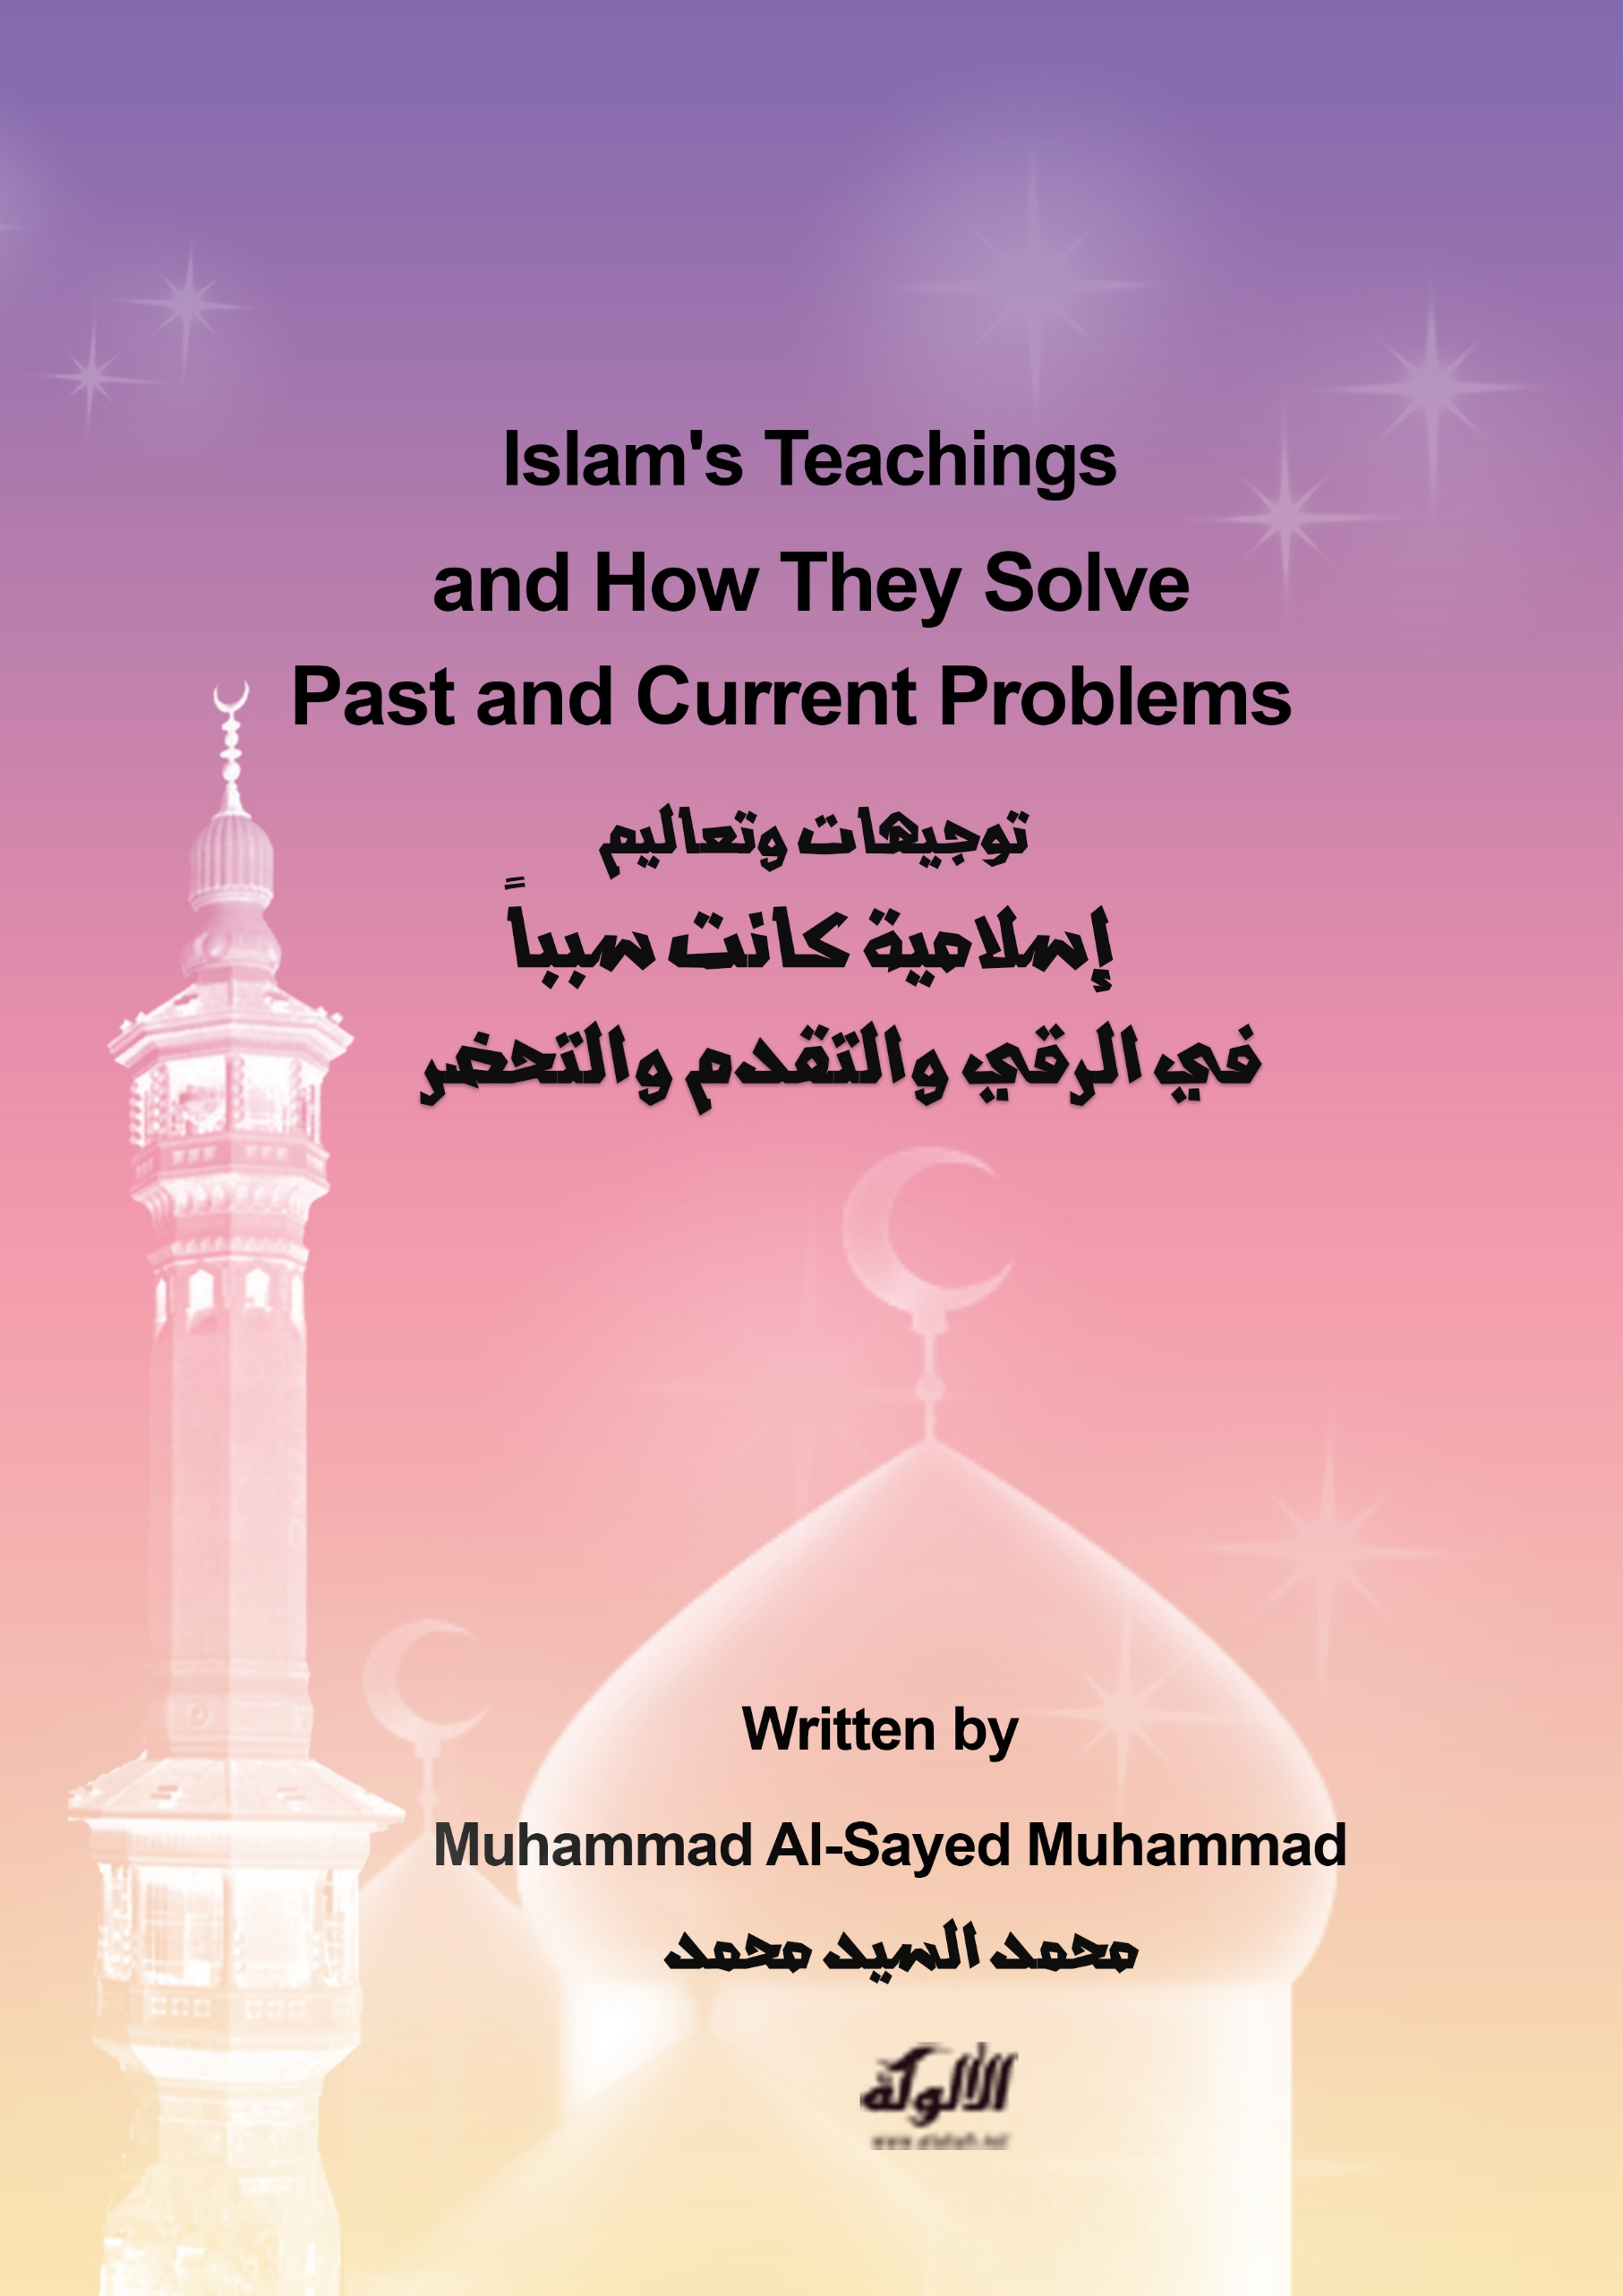 Islam's Teachings
and How They Solve
Past and Current Problems
توجيهات وتعاليم
إسلامية كانت سبباً
في الرقي والتقدم والتحضر
Written by
Muhammad Al-Sayed Muhammad
محمد السيد محمد
الألوكة